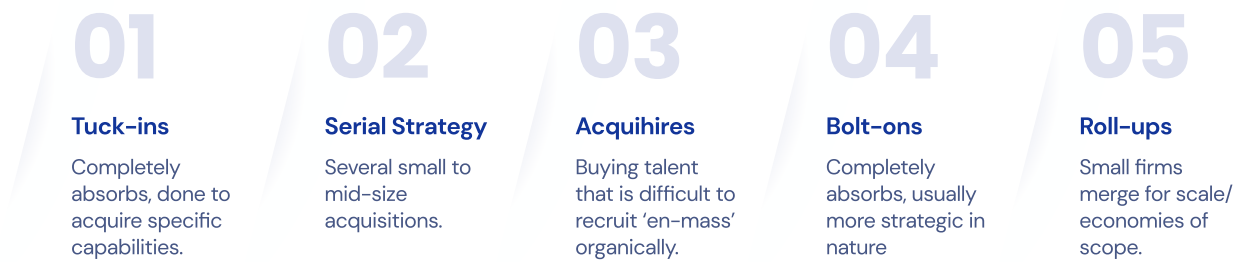 01
Tuck-ins
Completely
absorbs, done to
acquire specific
capabilities.
02
Serial Strategy
Several small to
mid-size
acquisitions.
03
Acquihires
Buying talent
that is difficult to
recruit ‘en-mass’
organically.
04
Bolt-ons
Completely
absorbs, usually
more strategic in
nature
05
Roll-ups
Small firms
merge for scale/
economies of
scope.